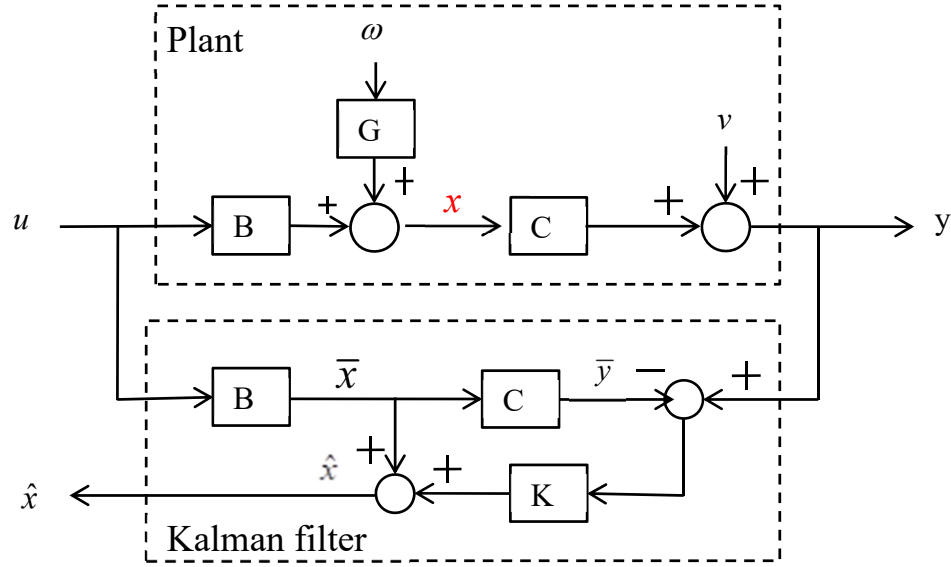 Plant
ω
G
v
+
+
+
+
u
B
x
C
y
B
x̄
C
ȳ
−
+
+
+
x̂
x̂
K
Kalman filter